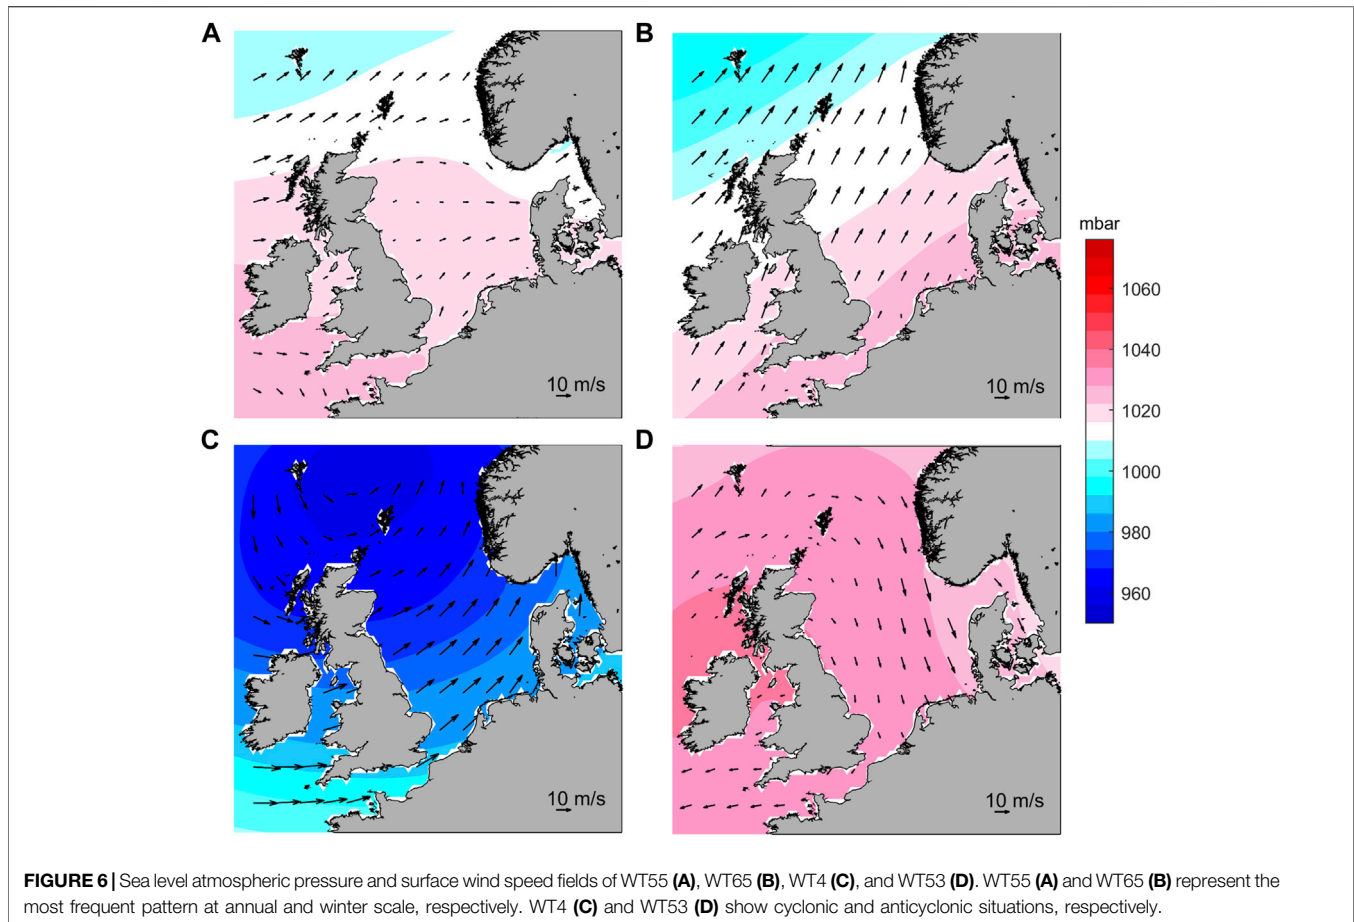 A
B
mbar
1060
1040
1020
1000
980
960
10 m/s
10 m/s
C
D
10 m/s
10 m/s
FIGURE 6 | Sea level atmospheric pressure and surface wind speed fields of WT55 (A), WT65 (B), WT4 (C), and WT53 (D). WT55 (A) and WT65 (B) represent the
most frequent pattern at annual and winter scale, respectively. WT4 (C) and WT53 (D) show cyclonic and anticyclonic situations, respectively.